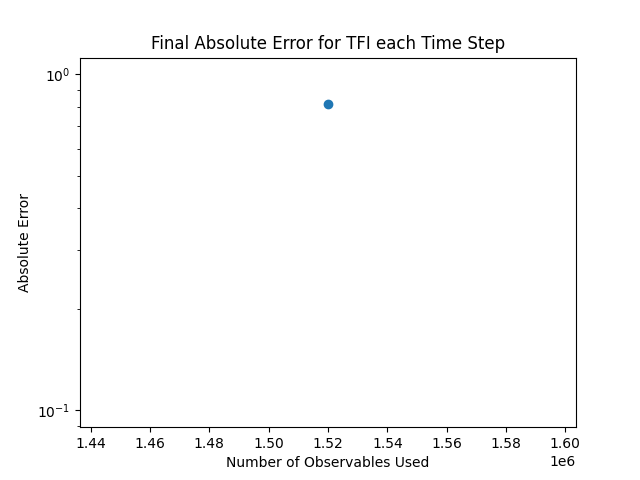 Final Absolute Error for TFI each Time Step
10⁰
10⁻¹
Absolute Error
1.44 1.46 1.48 1.50 1.52 1.54 1.56 1.58 1.60
1e6
Number of Observables Used